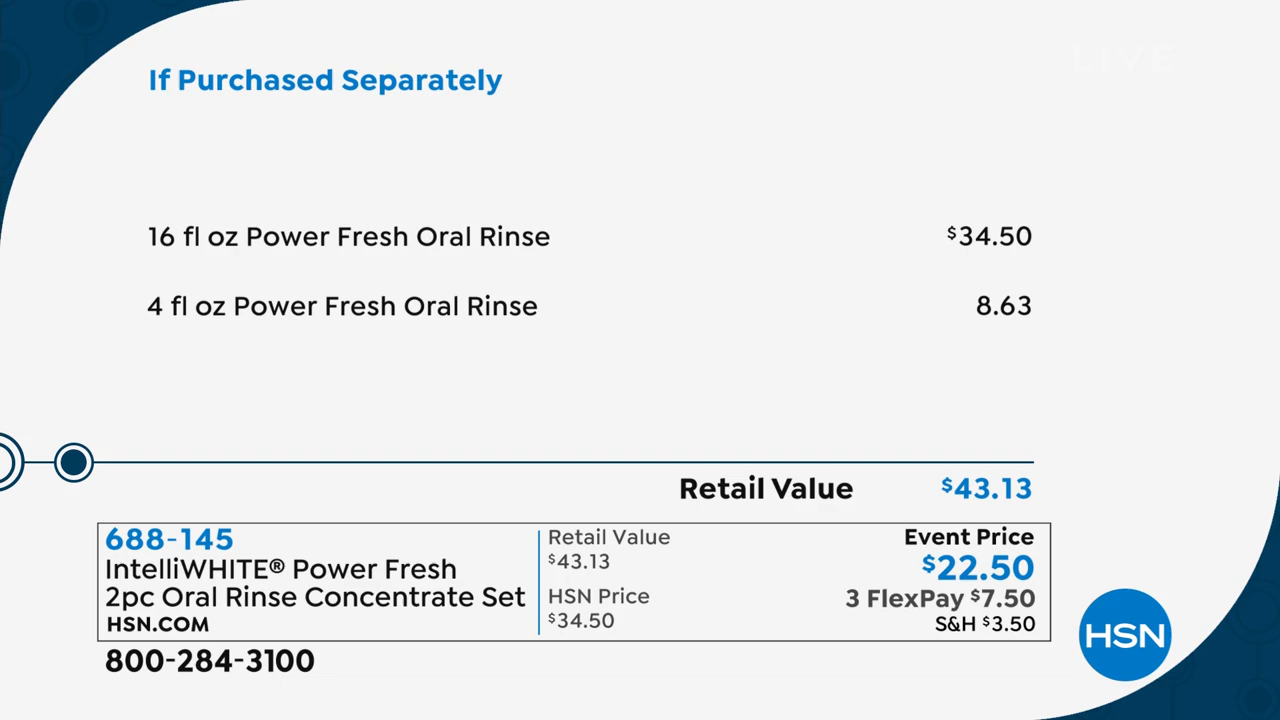 LIVE
If Purchased Separately
16 fl oz Power Fresh Oral Rinse $34.50
4 fl oz Power Fresh Oral Rinse 8.63
Retail Value $43.13
688-145
IntelliWHITE® Power Fresh
2pc Oral Rinse Concentrate Set
HSN.COM
Retail Value
$43.13
HSN Price
$34.50
Event Price
$22.50
3 FlexPay $7.50
S&H $3.50
800-284-3100
HSN